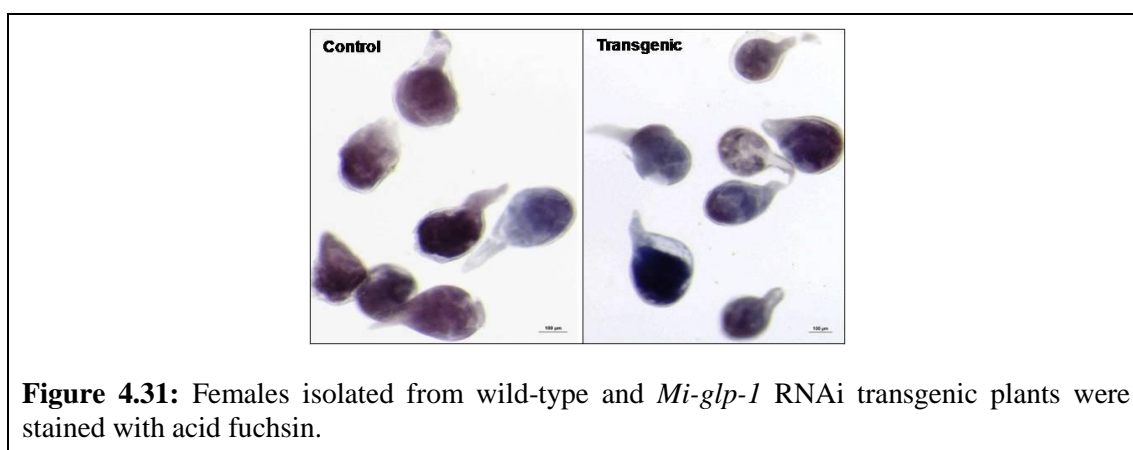 Control
Transgenic
100 µm
100 µm
Figure 4.31: Females isolated from wild-type and Mi-glp-1 RNAi transgenic plants were
stained with acid fuchsin.